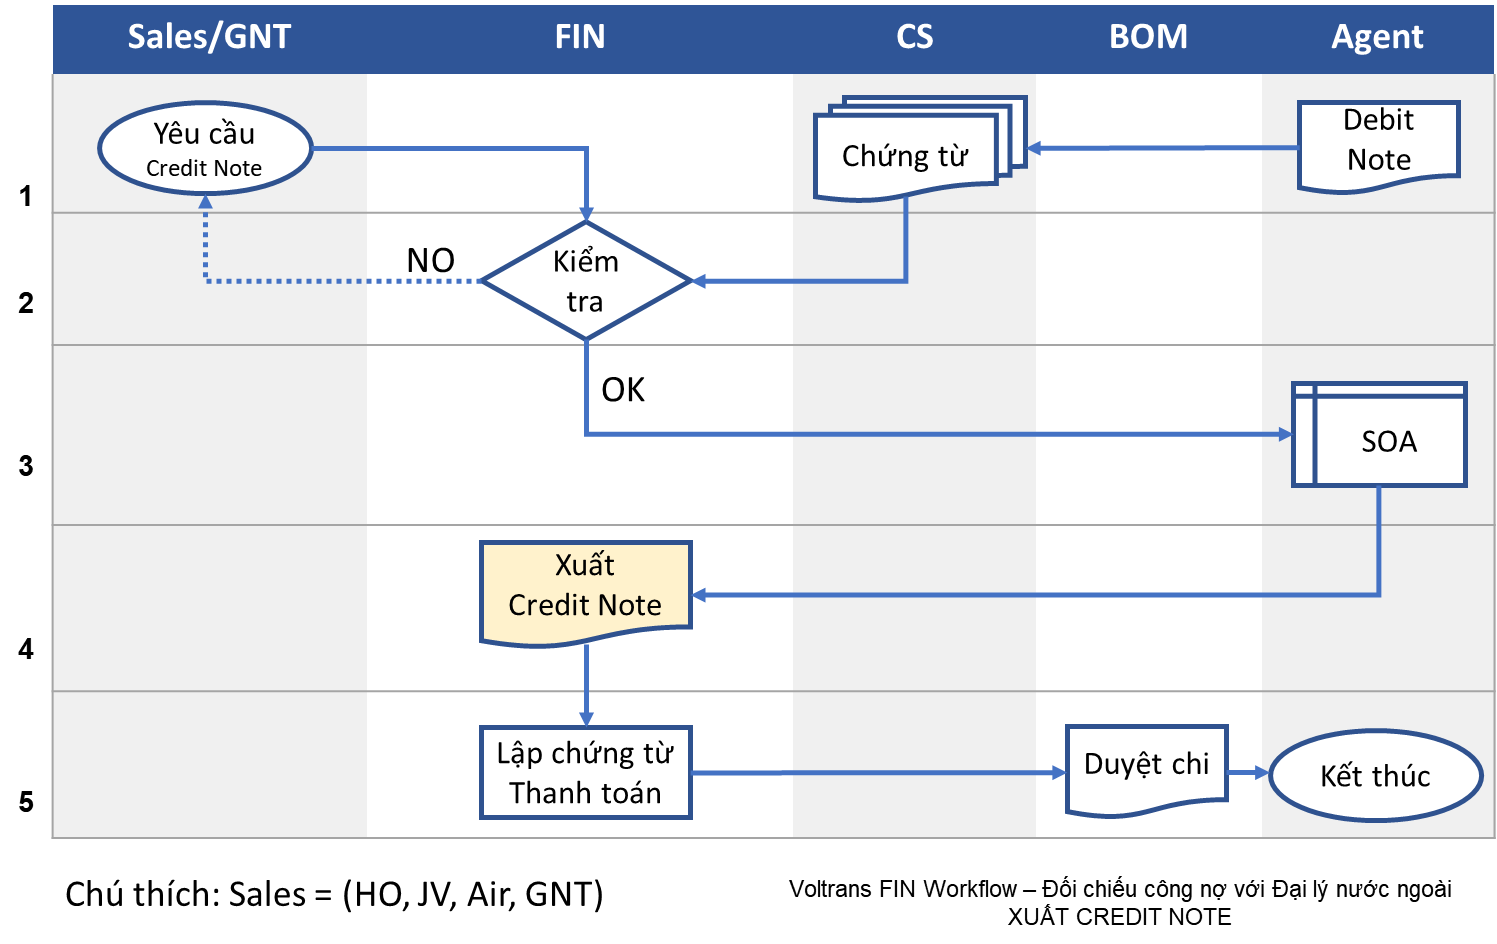 Sales/GNT FIN CS BOM Agent
Yêu cầu
Credit Note
Chứng từ
Debit
Note
1
NO
Kiểm
tra
2
OK
SOA
3
Xuất
Credit Note
4
Lập chứng từ
Thanh toán
Duyệt chi
Kết thúc
5
Chú thích: Sales = (HO, JV, Air, GNT)
Voltrans FIN Workflow – Đối chiếu công nợ với Đại lý nước ngoài
XUẤT CREDIT NOTE